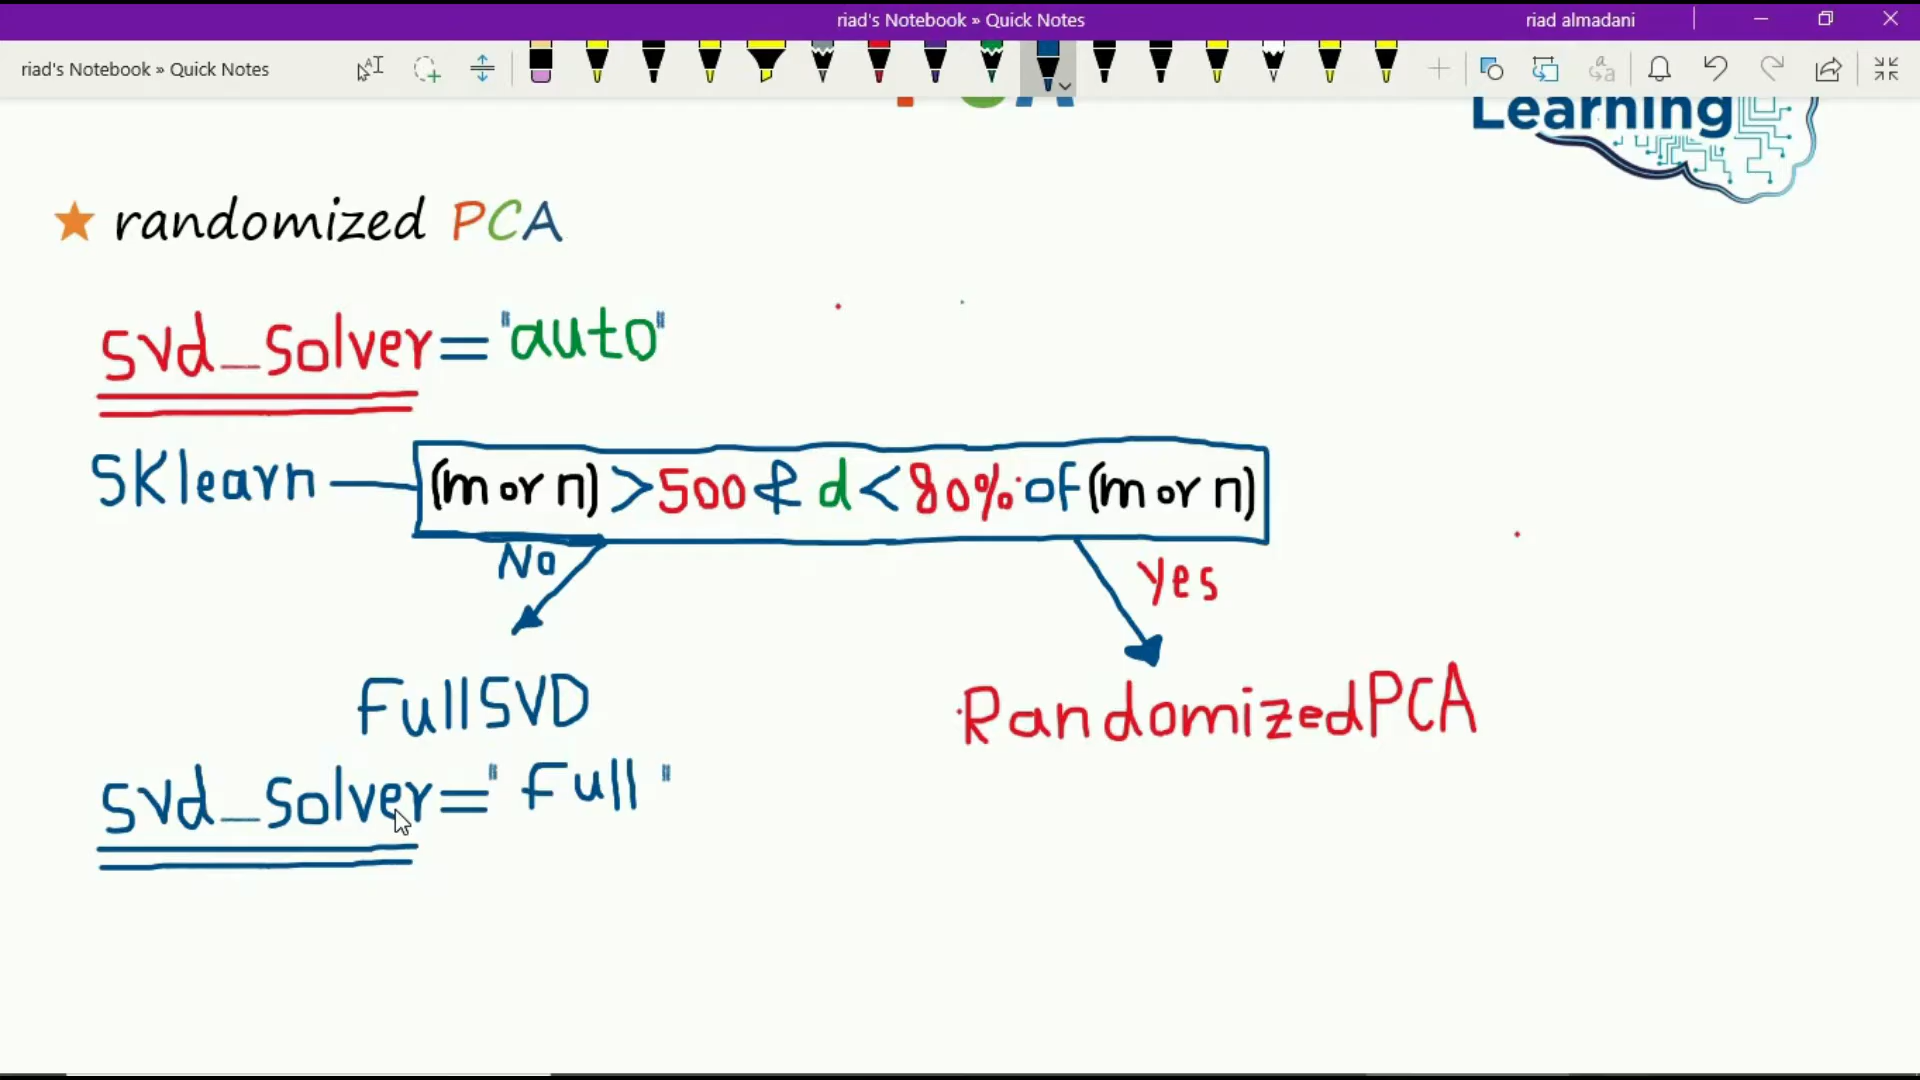 riad's Notebook » Quick Notes
riad almadani
riad's Notebook » Quick Notes
Learning
randomized PCA
svd_solver="auto"
SKlearn
(m or n) > 500 & d < 80% of (m or n)
No
Yes
FullSVD
RandomizedPCA
svd_solver="Full"